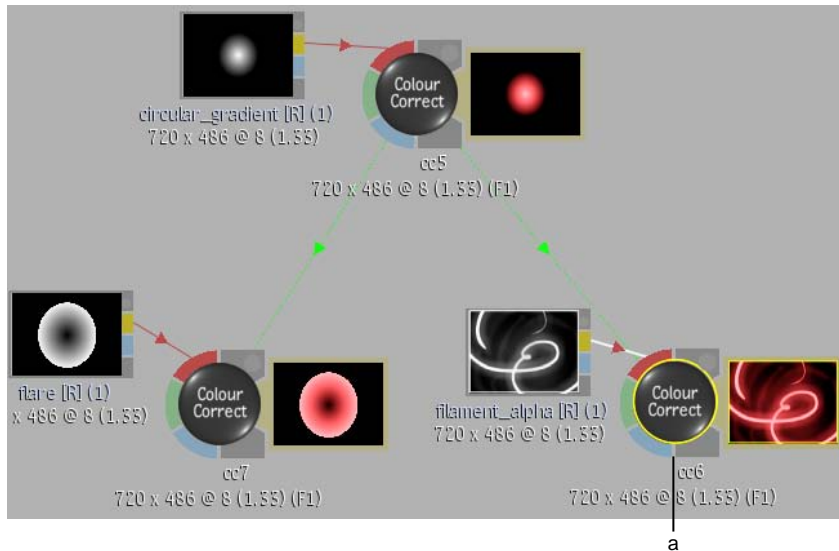 Colour
Correct
circular_gradient [R] (1)
720 x 486 @ 8 (1.33)
cc5
720 x 486 @ 8 (1.33) (F1)
flare [R] (1)
x 486 @ 8 (1.33)
Colour
Correct
cc7
720 x 486 @ 8 (1.33) (F1)
filament_alpha [R] (1)
720 x 486 @ 8 (1.33)
Colour
Correct
cc6
720 x 486 @ 8 (1.33) (F1)
a